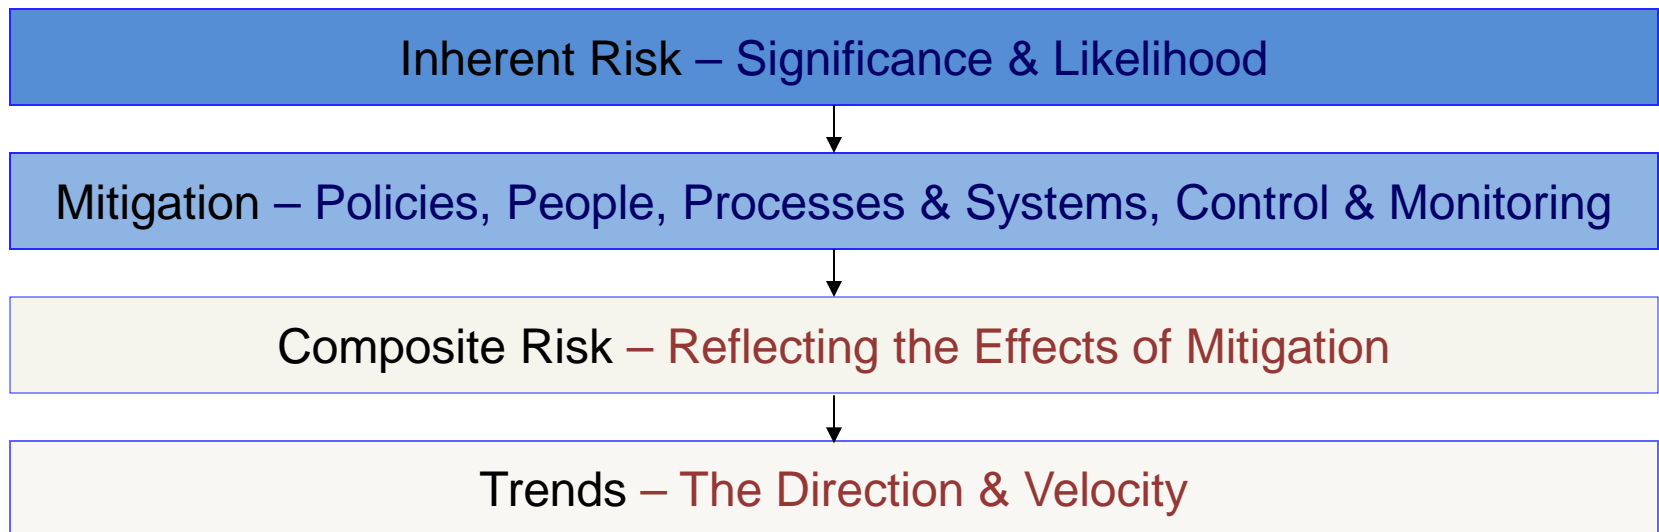 Inherent Risk – Significance & Likelihood
Mitigation – Policies, People, Processes & Systems, Control & Monitoring
Composite Risk – Reflecting the Effects of Mitigation
Trends – The Direction & Velocity